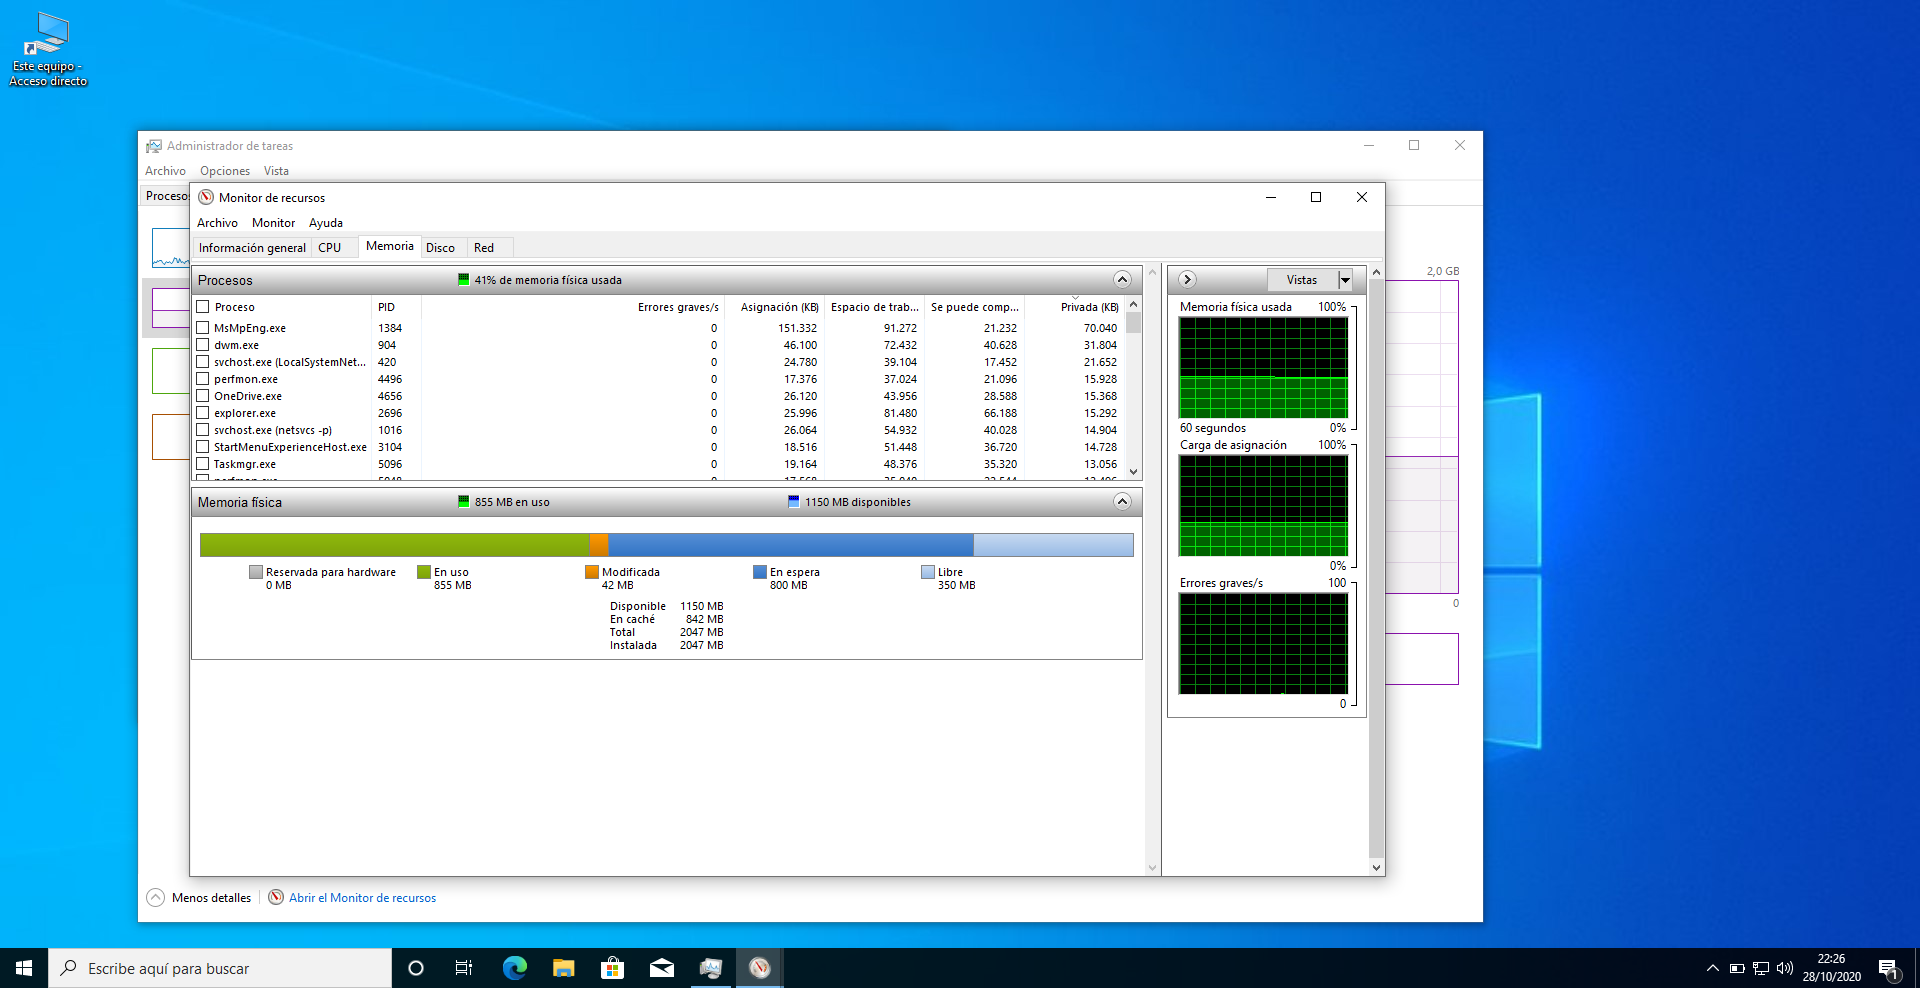 Este equipo -
Acceso directo
Administrador de tareas
Archivo Opciones Vista
Procesos
Monitor de recursos
Archivo Monitor Ayuda
Información general CPU Memoria Disco Red
Procesos 41% de memoria física usada
Proceso PID Errores graves/s Asignación (KB) Espacio de trab... Se puede comp... Privada (KB)
MsMpEng.exe 1384 0 151.332 91.272 21.232 70.040
dwm.exe 904 0 46.100 72.432 40.628 31.804
svchost.exe (LocalSystemNet... 420 0 24.780 39.104 17.452 21.652
perfmon.exe 4496 0 17.376 37.024 21.096 15.928
OneDrive.exe 4656 0 26.120 43.956 28.588 15.368
explorer.exe 2696 0 25.996 81.480 66.188 15.292
svchost.exe (netsvcs -p) 1016 0 26.064 54.932 40.028 14.904
StartMenuExperienceHost.exe 3104 0 18.516 51.448 36.720 14.728
Taskmgr.exe 5096 0 19.164 48.376 35.320 13.056
Memoria física 855 MB en uso 1150 MB disponibles
Reservada para hardware
0 MB
En uso
855 MB
Modificada
42 MB
En espera
800 MB
Libre
350 MB
Disponible 1150 MB
En caché 842 MB
Total 2047 MB
Instalada 2047 MB
Vistas
Memoria física usada 100%
60 segundos 0%
Carga de asignación 100%
0%
Errores graves/s 100
0
2,0 GB
0
Menos detalles Abrir el Monitor de recursos
Escribe aquí para buscar
22:26
28/10/2020
1